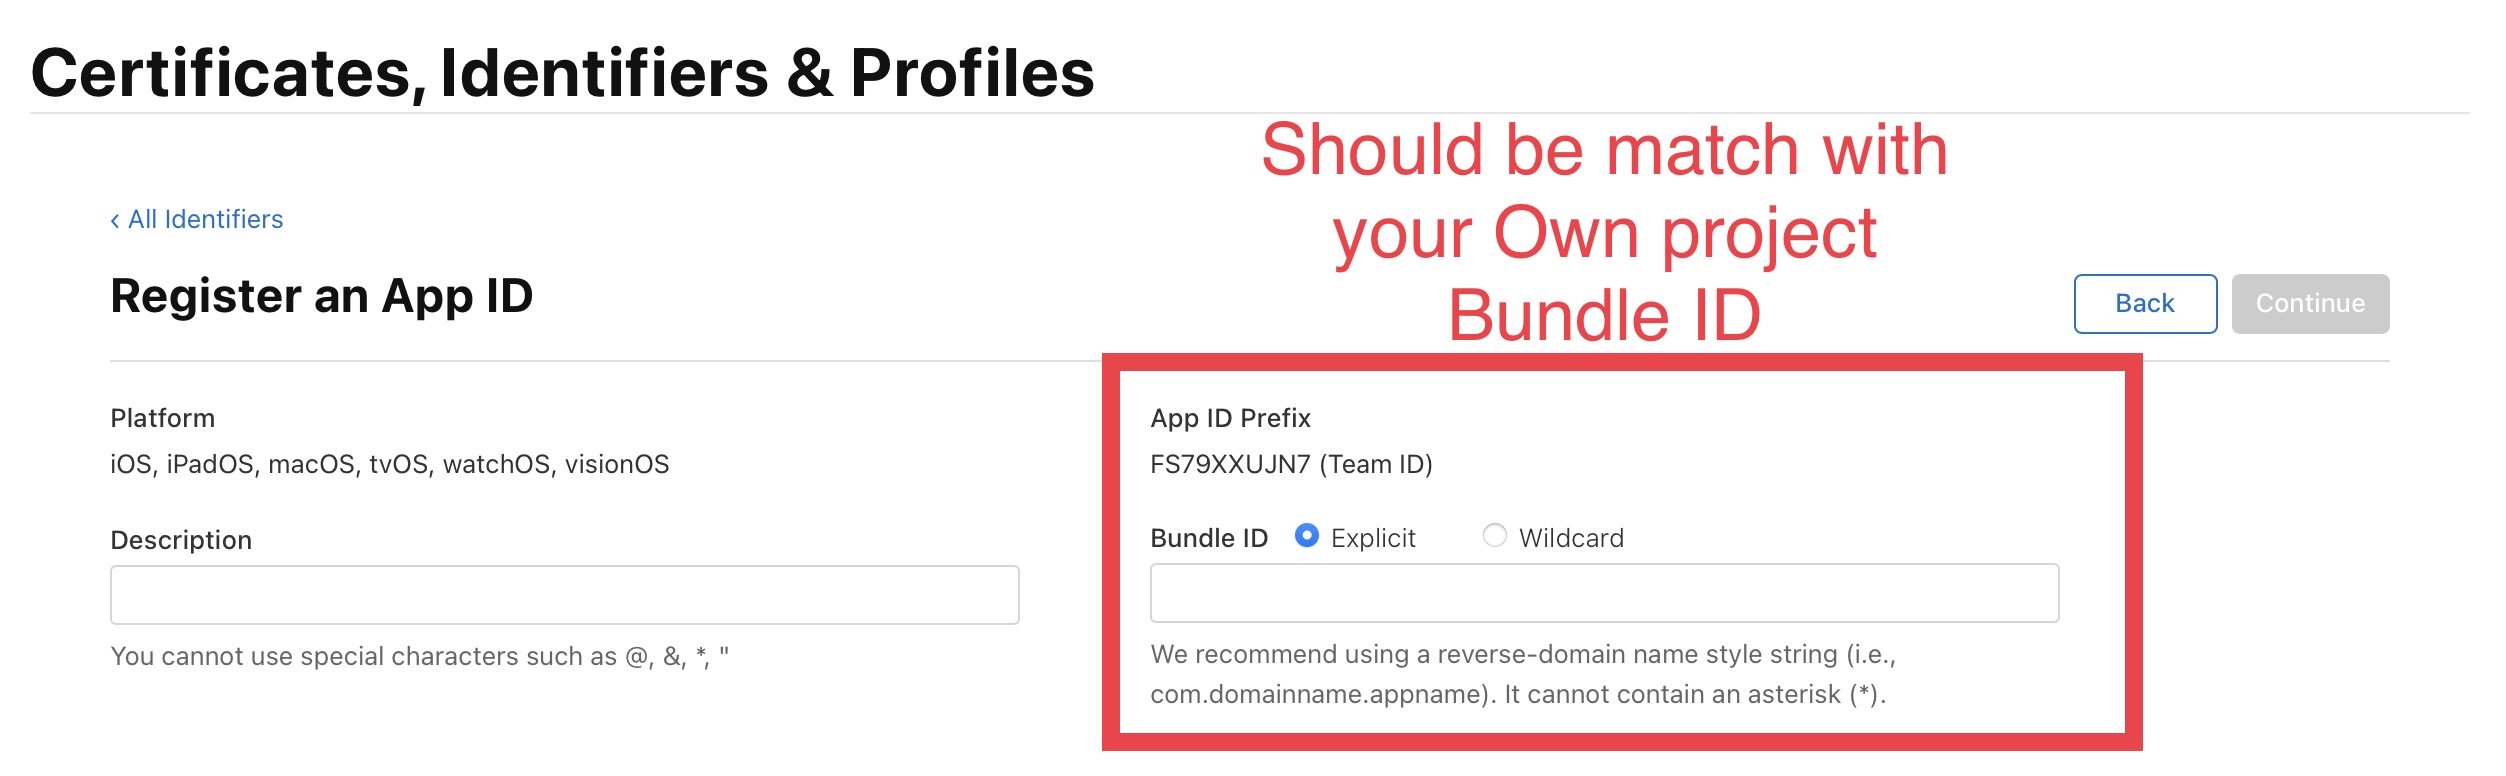 Certificates, Identifiers & Profiles
Should be match with
your Own project
Bundle ID
‹ All Identifiers
Register an App ID
Back
Continue
Platform
iOS, iPadOS, macOS, tvOS, watchOS, visionOS
Description
You cannot use special characters such as @, &, *, "
App ID Prefix
FS79XXUJN7 (Team ID)
Bundle ID Explicit Wildcard
We recommend using a reverse-domain name style string (i.e.,
com.domainname.appname). It cannot contain an asterisk (*).